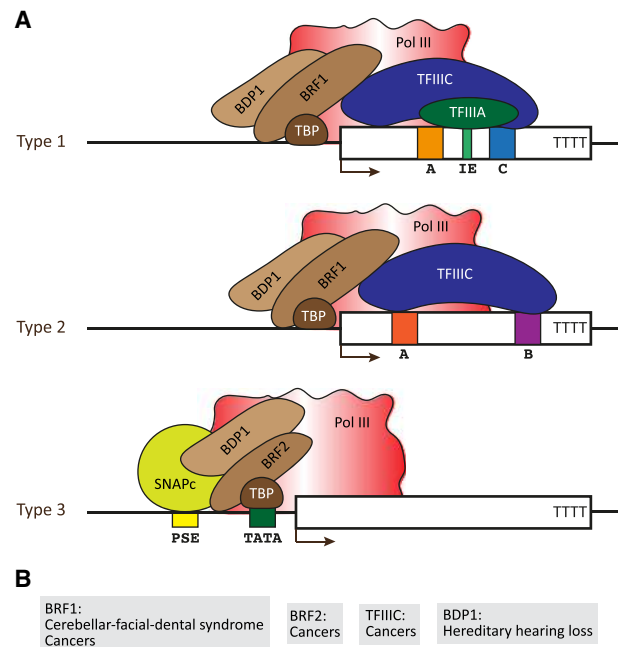 A
Pol III
BDP1
BRF1
TFIIIC
TFIIIA
TBP
Type 1
TTTT
A IE C
Pol III
BDP1
BRF1
TFIIIC
TBP
Type 2
TTTT
A B
Pol III
BDP1
BRF2
SNAPc
TBP
Type 3
TTTT
PSE TATA
B
BRF1:
Cerebellar-facial-dental syndrome
Cancers
BRF2:
Cancers
TFIIIC:
Cancers
BDP1:
Hereditary hearing loss